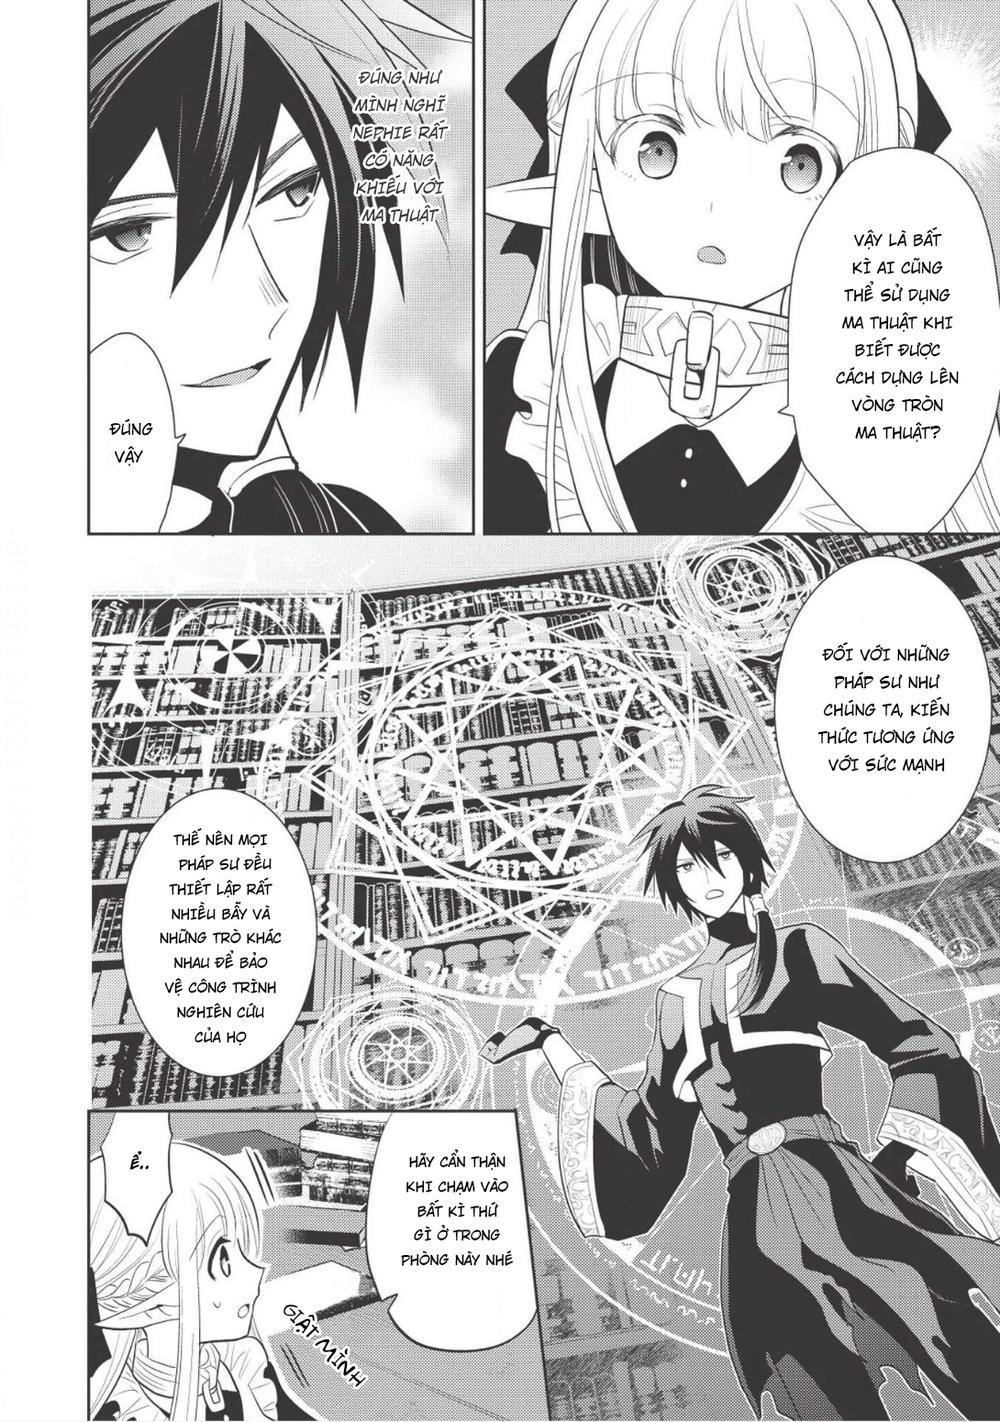 VẬY LÀ BẤT
KÌ AI CŨNG
THỂ SỬ DỤNG
MA THUẬT KHI
BIẾT ĐƯỢC
CÁCH DỰNG LÊN
VÒNG TRÒN
MA THUẬT?
ĐÚNG NHƯ
MÌNH NGHĨ
NEPHIE RẤT
CÓ NĂNG
KHIẾU VỚI
MA THUẬT
ĐÚNG
VẬY
ĐỐI VỚI NHỮNG
PHÁP SƯ NHƯ
CHÚNG TA, KIẾN
THỨC TƯƠNG ỨNG
VỚI SỨC MẠNH
THẾ NÊN MỌI
PHÁP SƯ ĐỀU
THIẾT LẬP RẤT
NHIỀU BẪY VÀ
NHỮNG TRÒ KHÁC
NHAU ĐỂ BẢO
VỆ CÔNG TRÌNH
NGHIÊN CỨU
CỦA HỌ
HÃY CẨN THẬN
KHI CHẠM VÀO
BẤT KÌ THỨ
GÌ Ở TRONG
PHÒNG NÀY NHÉ
Ể..
GIẬT MÌNH